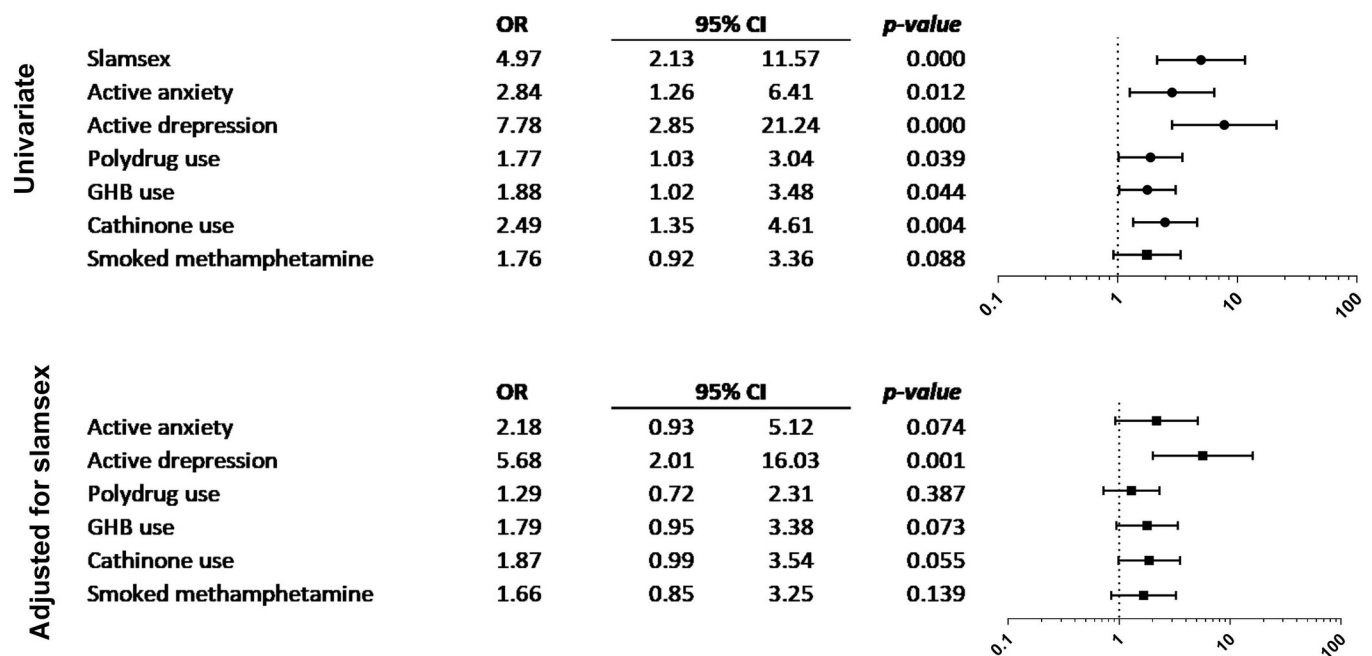 OR 95% CI p-value
Univariate
Slamsex 4.97 2.13 11.57 0.000
Active anxiety 2.84 1.26 6.41 0.012
Active drepression 7.78 2.85 21.24 0.000
Polydrug use 1.77 1.03 3.04 0.039
GHB use 1.88 1.02 3.48 0.044
Cathinone use 2.49 1.35 4.61 0.004
Smoked methamphetamine 1.76 0.92 3.36 0.088
0.1 1 10 100
Adjusted for slamsex
OR 95% CI p-value
Active anxiety 2.18 0.93 5.12 0.074
Active drepression 5.68 2.01 16.03 0.001
Polydrug use 1.29 0.72 2.31 0.387
GHB use 1.79 0.95 3.38 0.073
Cathinone use 1.87 0.99 3.54 0.055
Smoked methamphetamine 1.66 0.85 3.25 0.139
0.1 1 10 100